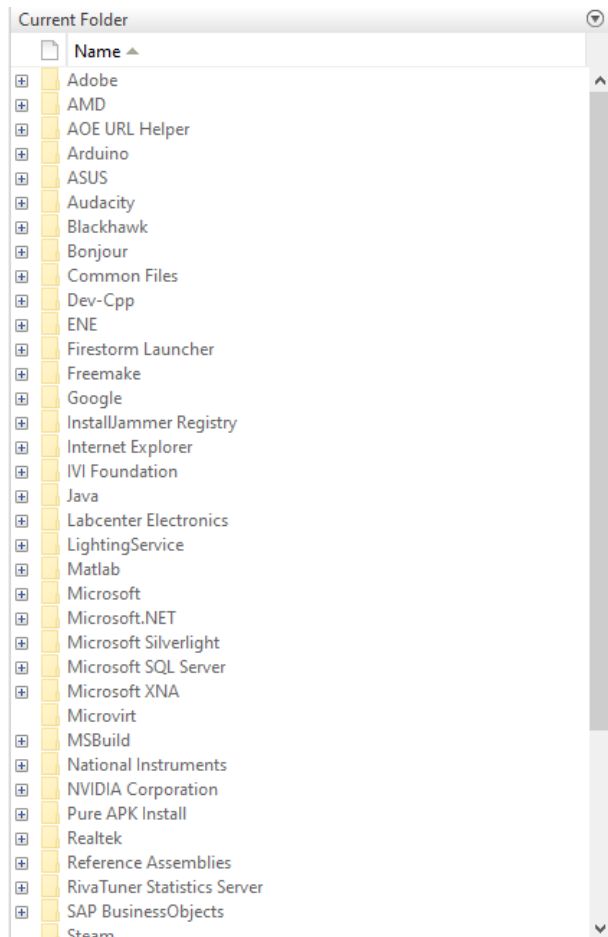 Current Folder
Name
Adobe
AMD
AOE URL Helper
Arduino
ASUS
Audacity
Blackhawk
Bonjour
Common Files
Dev-Cpp
ENE
Firestorm Launcher
Freemake
Google
InstallJammer Registry
Internet Explorer
IVI Foundation
Java
Labcenter Electronics
LightingService
Matlab
Microsoft
Microsoft.NET
Microsoft Silverlight
Microsoft SQL Server
Microsoft XNA
Microvirt
MSBuild
National Instruments
NVIDIA Corporation
Pure APK Install
Realtek
Reference Assemblies
RivaTuner Statistics Server
SAP BusinessObjects
Steam